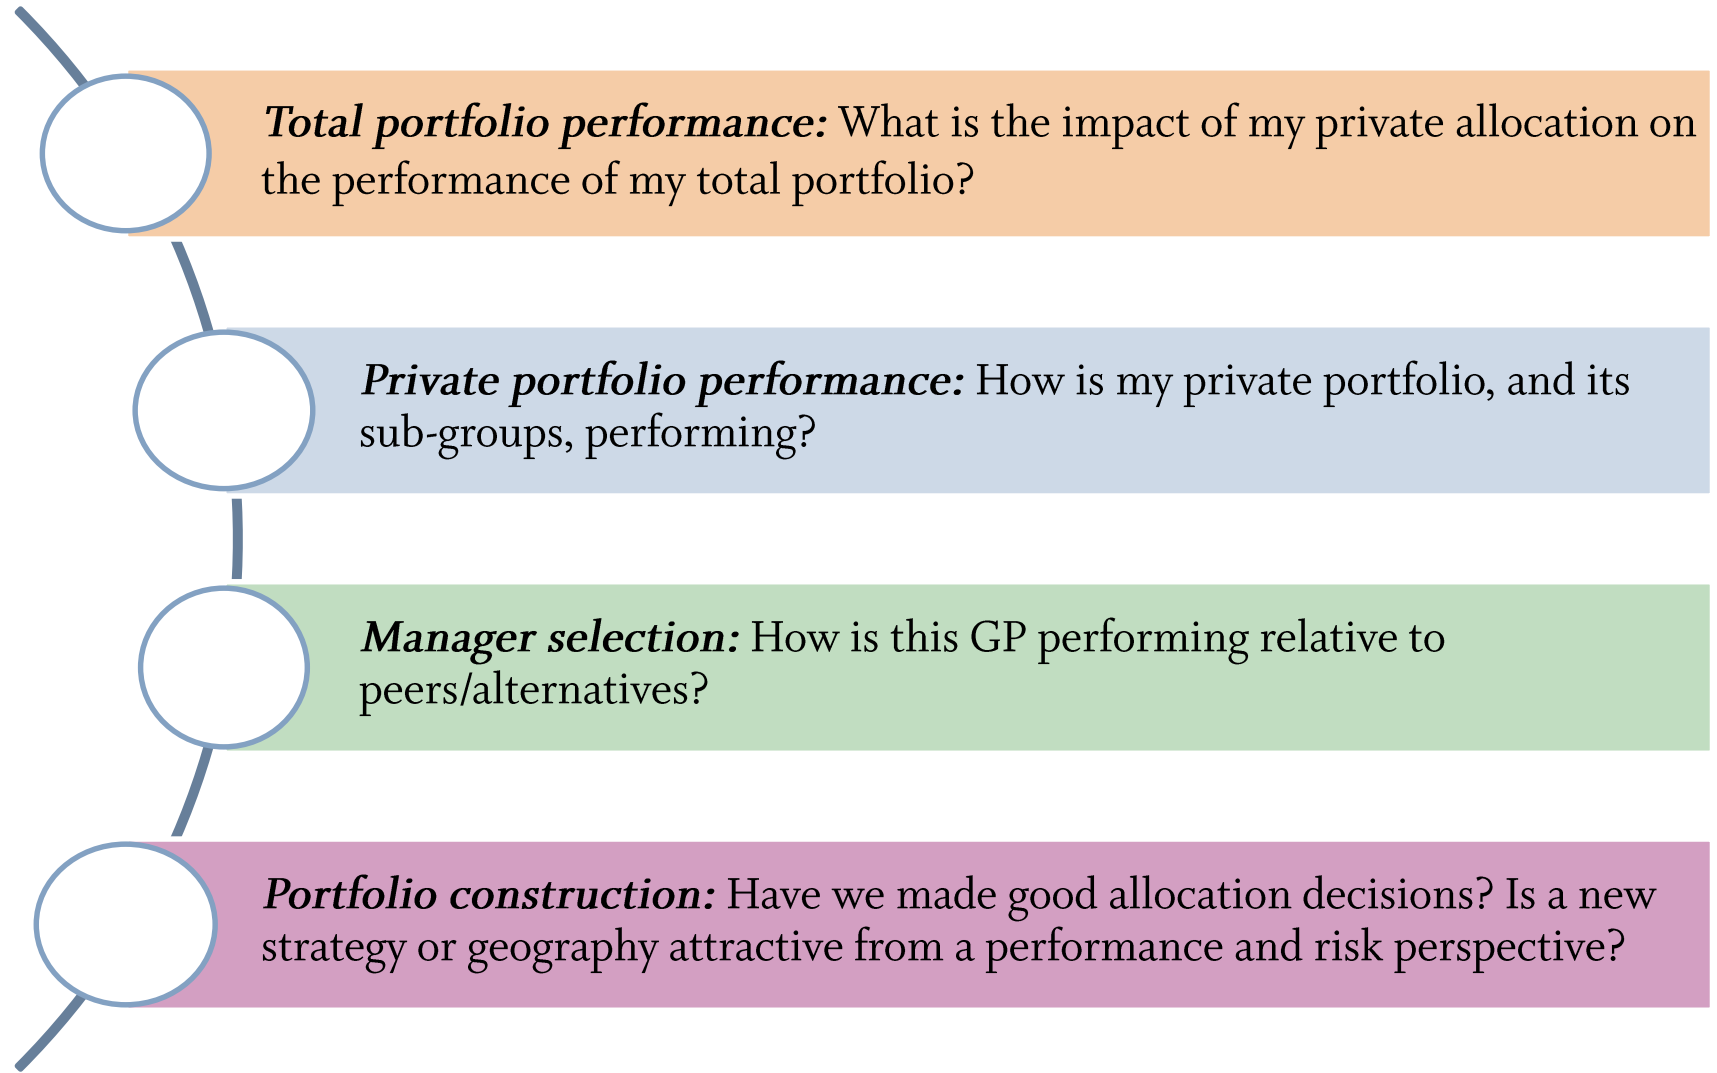 Total portfolio performance: What is the impact of my private allocation on
the performance of my total portfolio?
Private portfolio performance: How is my private portfolio, and its
sub-groups, performing?
Manager selection: How is this GP performing relative to
peers/alternatives?
Portfolio construction: Have we made good allocation decisions? Is a new
strategy or geography attractive from a performance and risk perspective?